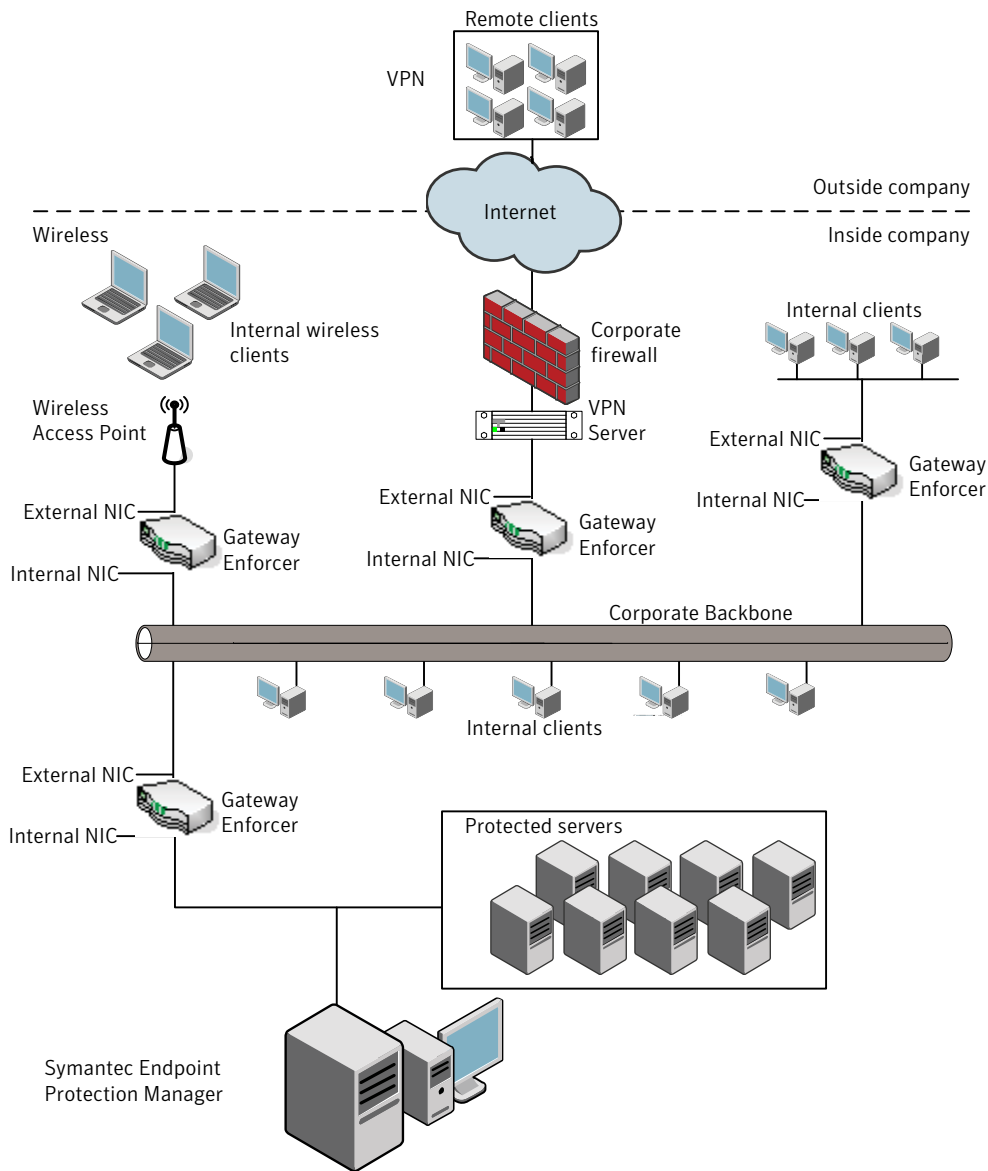 Remote clients
VPN
Internet
Outside company
Inside company
Wireless
Internal wireless
clients
Corporate
firewall
Internal clients
Wireless
Access Point
VPN
Server
External NIC
Gateway
Enforcer
Internal NIC
External NIC
Gateway
Enforcer
Internal NIC
External NIC
Gateway
Enforcer
Internal NIC
Corporate Backbone
Internal clients
External NIC
Gateway
Enforcer
Internal NIC
Protected servers
Symantec Endpoint
Protection Manager